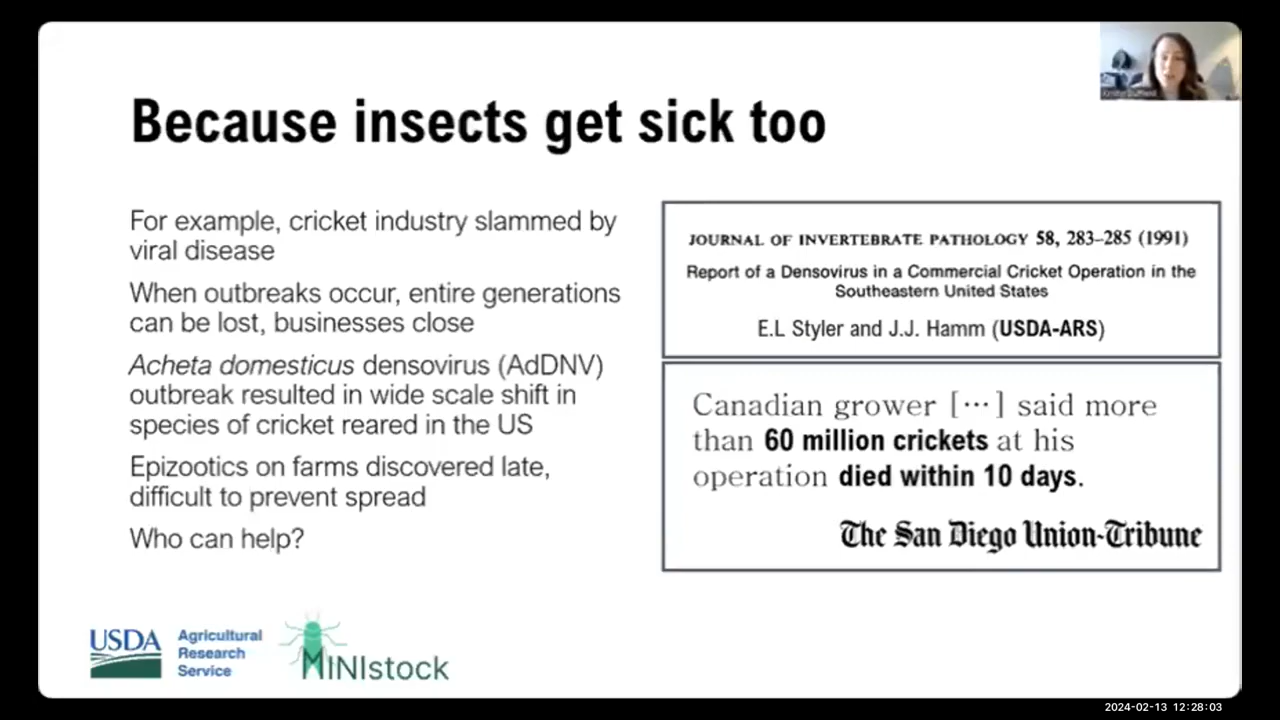 Because insects get sick too
For example, cricket industry slammed by
viral disease
When outbreaks occur, entire generations
can be lost, businesses close
Acheta domesticus densovirus (AdDNV)
outbreak resulted in wide scale shift in
species of cricket reared in the US
Epizootics on farms discovered late,
difficult to prevent spread
Who can help?
JOURNAL OF INVERTEBRATE PATHOLOGY 58, 283–285 (1991)
Report of a Densovirus in a Commercial Cricket Operation in the
Southeastern United States
E.L Styler and J.J. Hamm (USDA-ARS)
Canadian grower [···] said more
than 60 million crickets at his
operation died within 10 days.
The San Diego Union-Tribune
USDA
Agricultural
Research
Service
MINIstock
2024-02-13 12:28:03